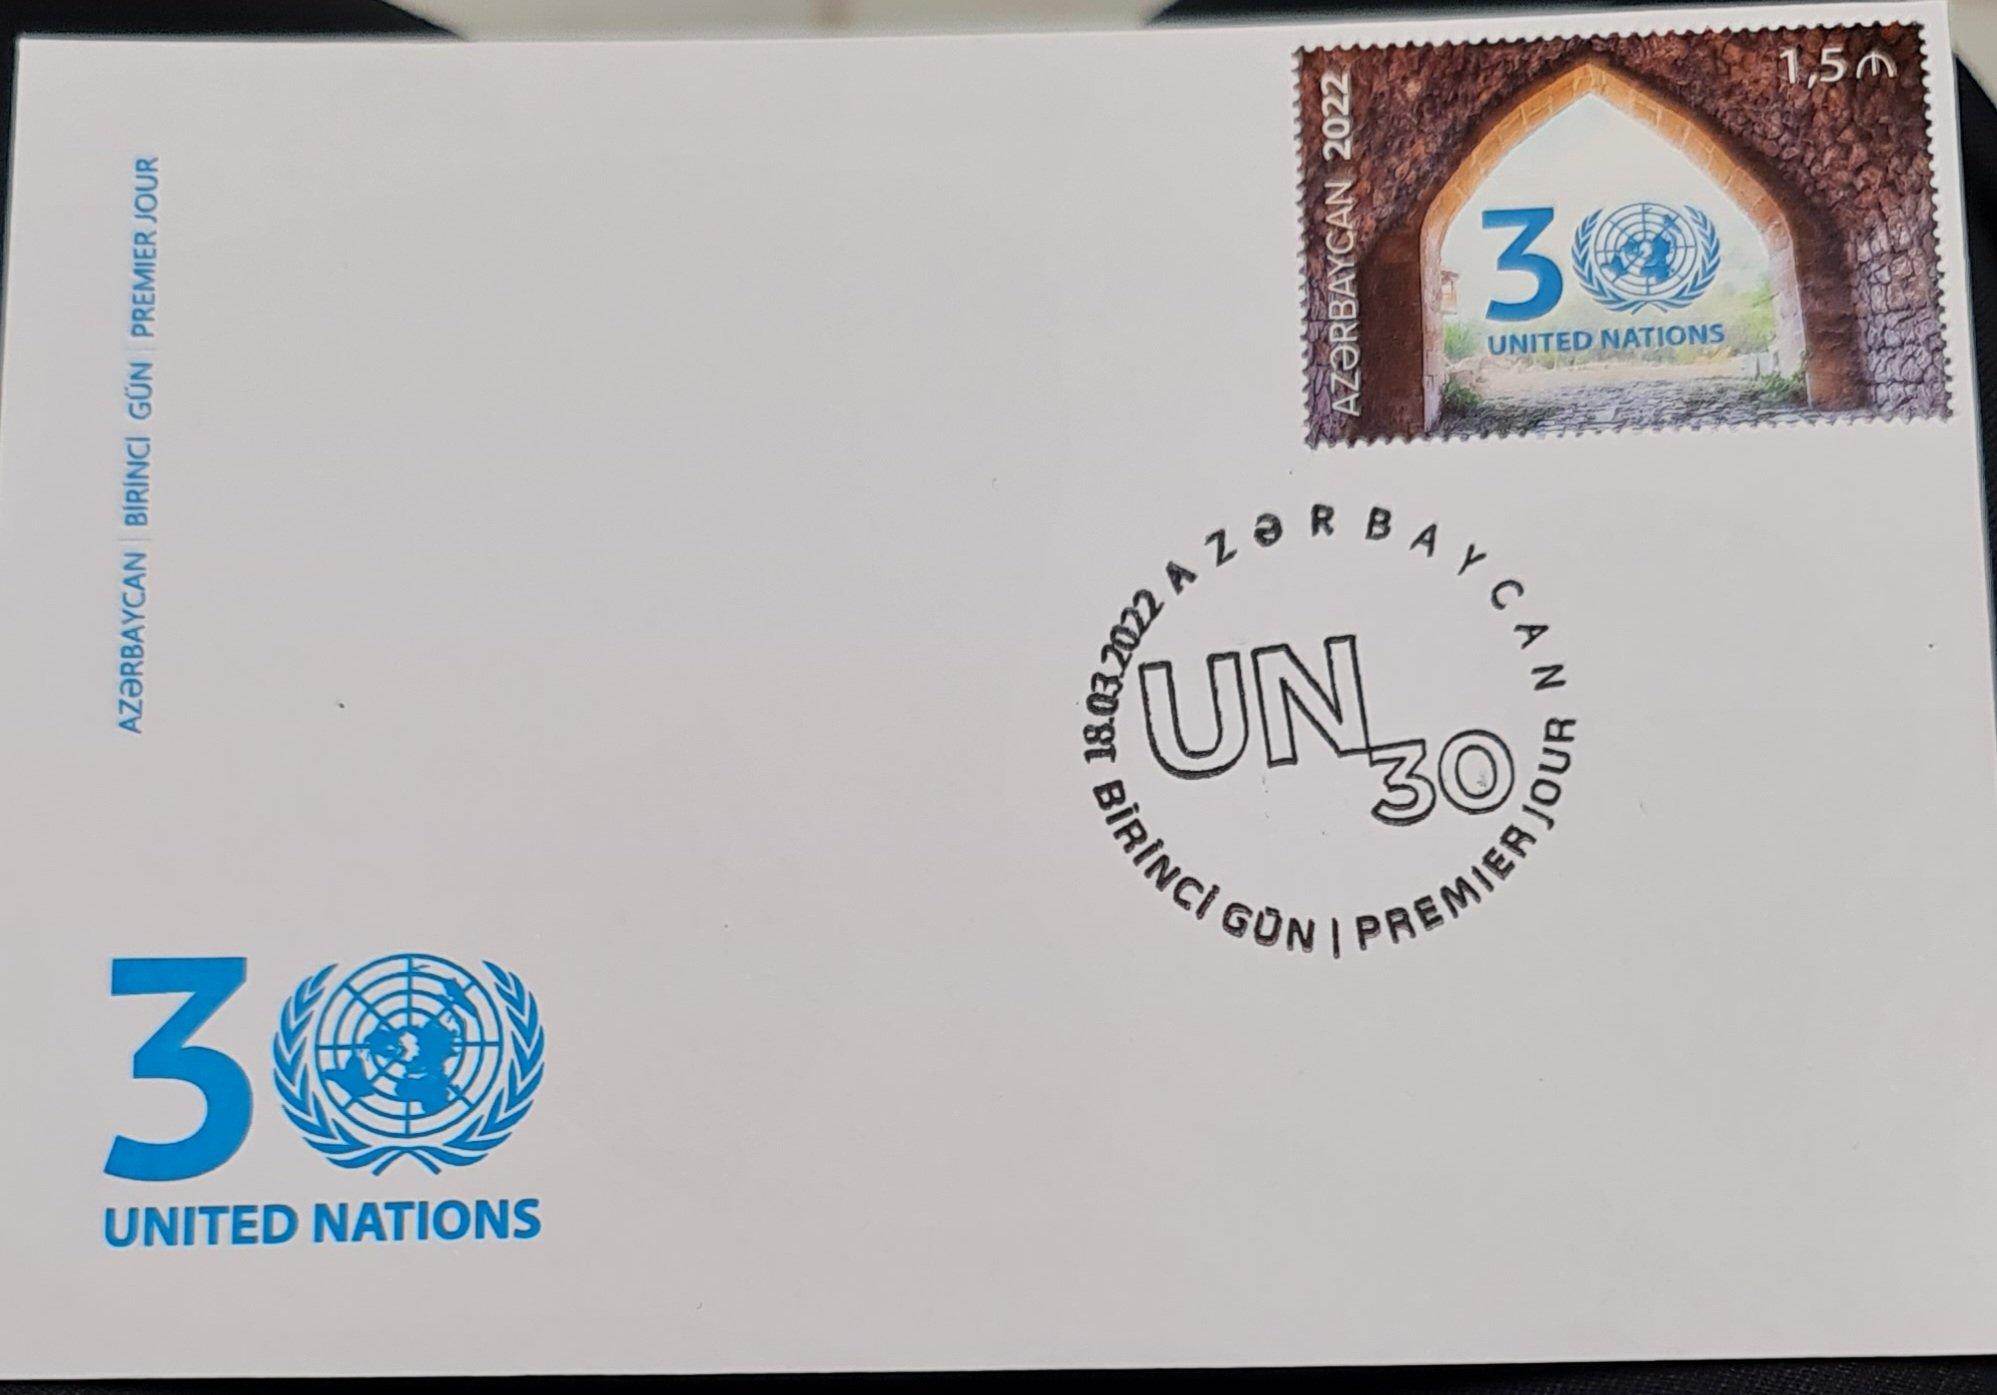 AZƏRBAYCAN | BİRİNCİ GÜN | PREMIER JOUR
AZƏRBAYCAN 2022
1,5 ₼
30
UNITED NATIONS
18.03.2022 AZƏRBAYCAN
UN
30
BİRİNCİ GÜN | PREMIER JOUR
30
UNITED NATIONS